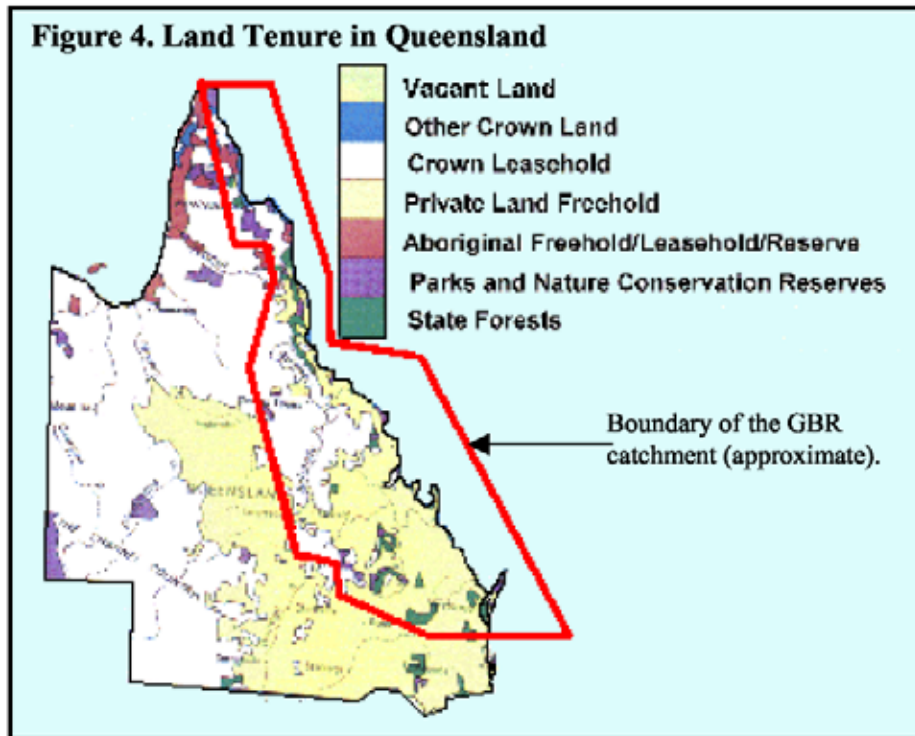 Figure 4. Land Tenure in Queensland
Vacant Land
Other Crown Land
Crown Leasehold
Private Land Freehold
Aboriginal Freehold/Leasehold/Reserve
Parks and Nature Conservation Reserves
State Forests
Boundary of the GBR
catchment (approximate).
QUEENSLAND